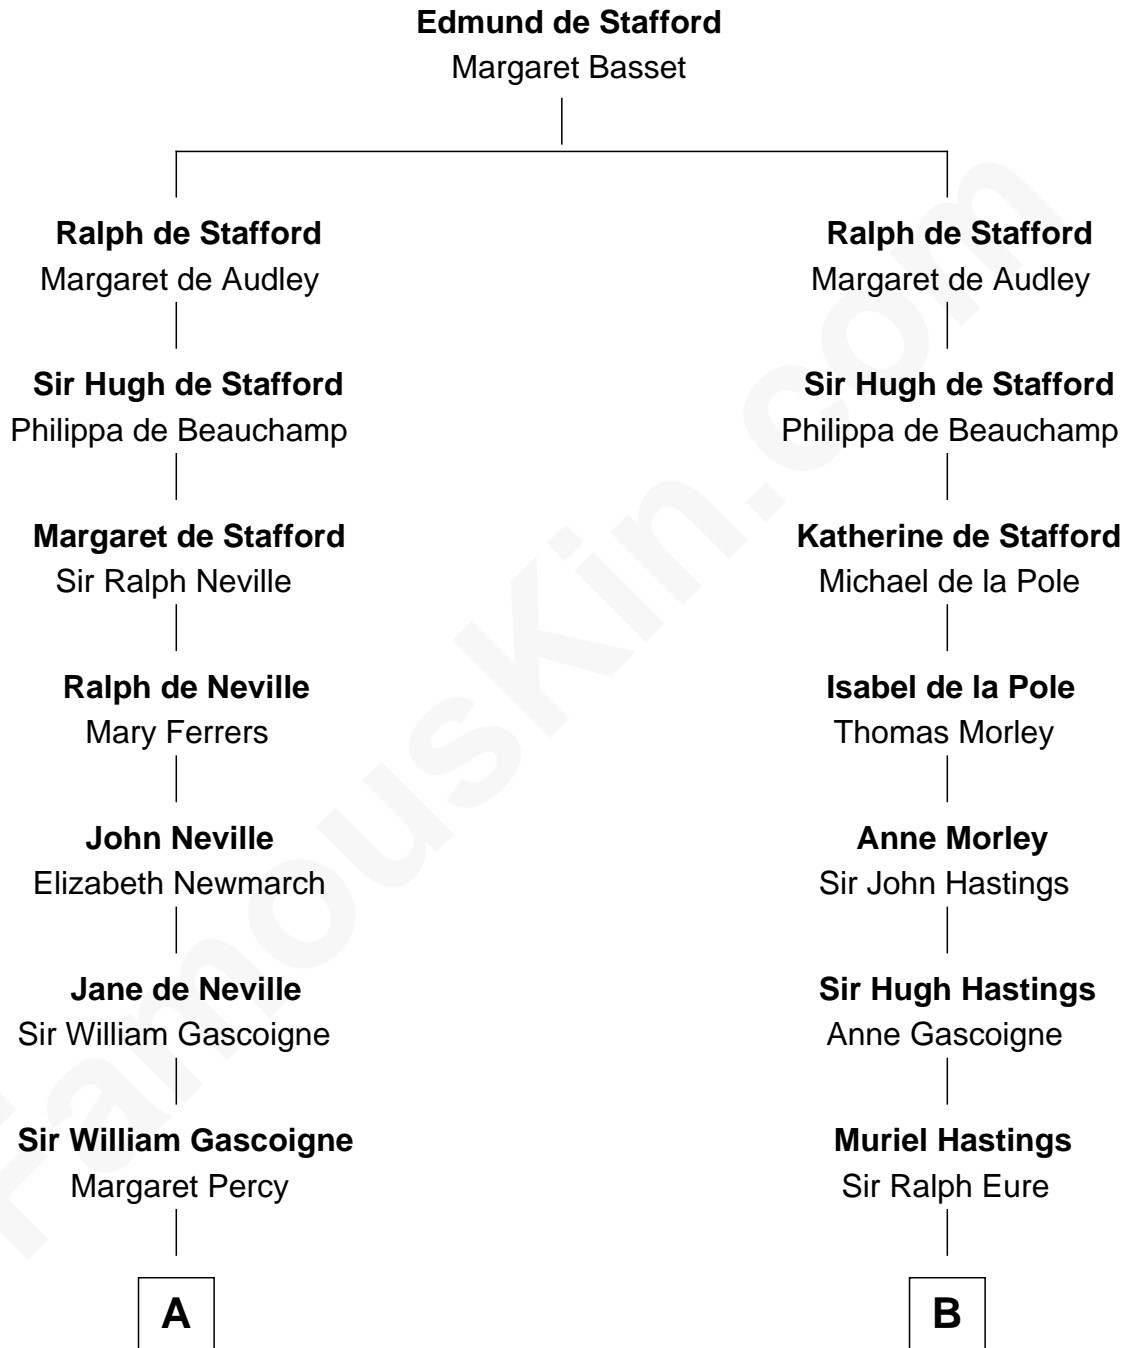 Edmund de Stafford
Margaret Basset
Ralph de Stafford
Margaret de Audley
Sir Hugh de Stafford
Philippa de Beauchamp
Margaret de Stafford
Sir Ralph Neville
Ralph de Neville
Mary Ferrers
John Neville
Elizabeth Newmarch
Jane de Neville
Sir William Gascoigne
Sir William Gascoigne
Margaret Percy
A
Ralph de Stafford
Margaret de Audley
Sir Hugh de Stafford
Philippa de Beauchamp
Katherine de Stafford
Michael de la Pole
Isabel de la Pole
Thomas Morley
Anne Morley
Sir John Hastings
Sir Hugh Hastings
Anne Gascoigne
Muriel Hastings
Sir Ralph Eure
B
FamousKin.com